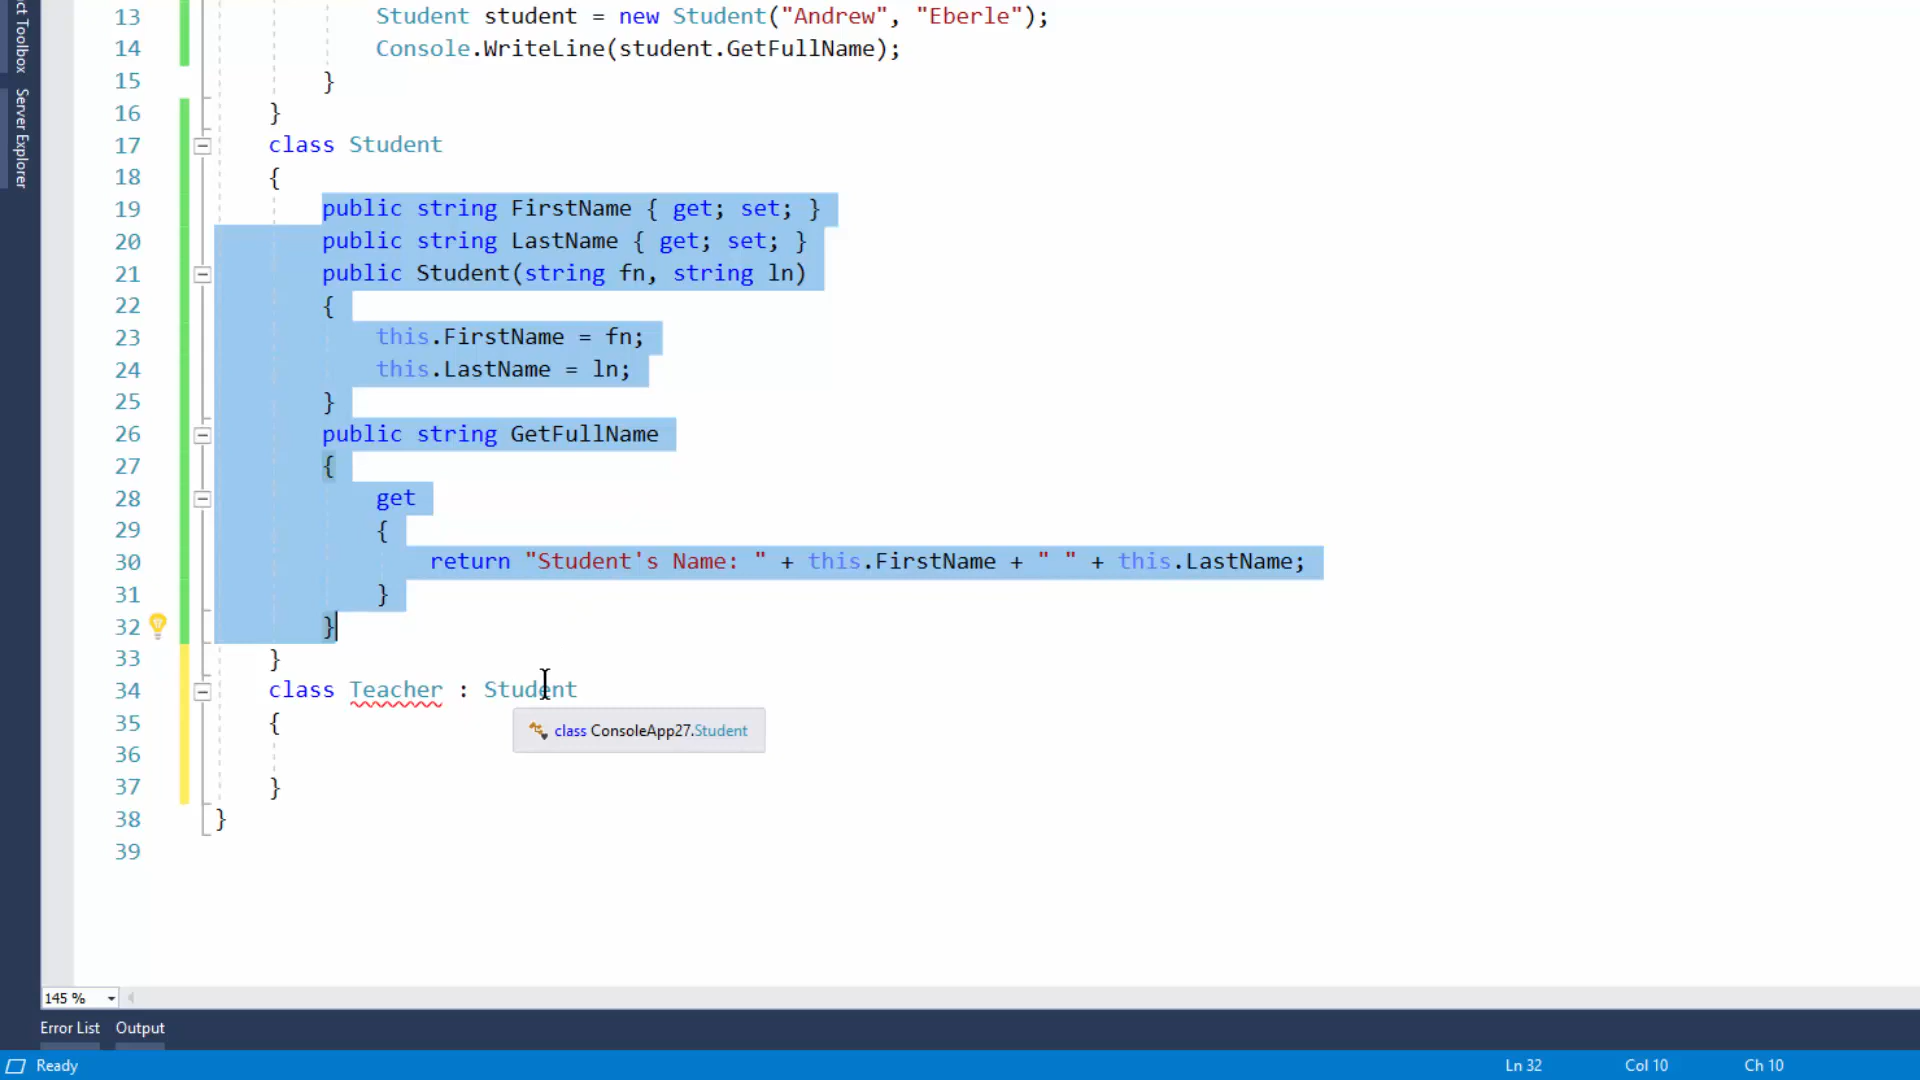 ct Toolbox
Server Explorer
13 Student student = new Student("Andrew", "Eberle");
14 Console.WriteLine(student.GetFullName);
15 }
16 }
17 class Student
18 {
19 public string FirstName { get; set; }
20 public string LastName { get; set; }
21 public Student(string fn, string ln)
22 {
23 this.FirstName = fn;
24 this.LastName = ln;
25 }
26 public string GetFullName
27 {
28 get
29 {
30 return "Student's Name: " + this.FirstName + " " + this.LastName;
31 }
32 }
33 }
34 class Teacher : Student
35 {
class ConsoleApp27.Student
36
37 }
38 }
39
145 %
Error List Output
Ready Ln 32 Col 10 Ch 10